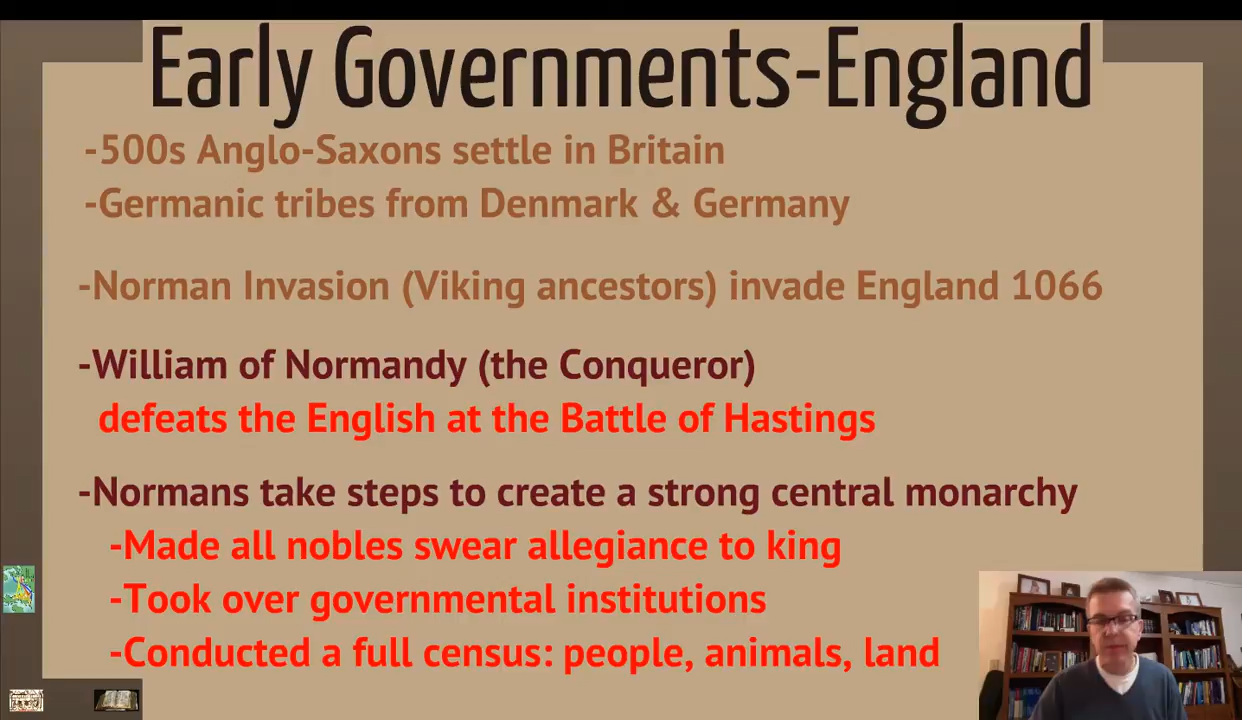 Early Governments-England
-500s Anglo-Saxons settle in Britain
-Germanic tribes from Denmark & Germany
-Norman Invasion (Viking ancestors) invade England 1066
-William of Normandy (the Conqueror)
defeats the English at the Battle of Hastings
-Normans take steps to create a strong central monarchy
-Made all nobles swear allegiance to king
-Took over governmental institutions
-Conducted a full census: people, animals, land